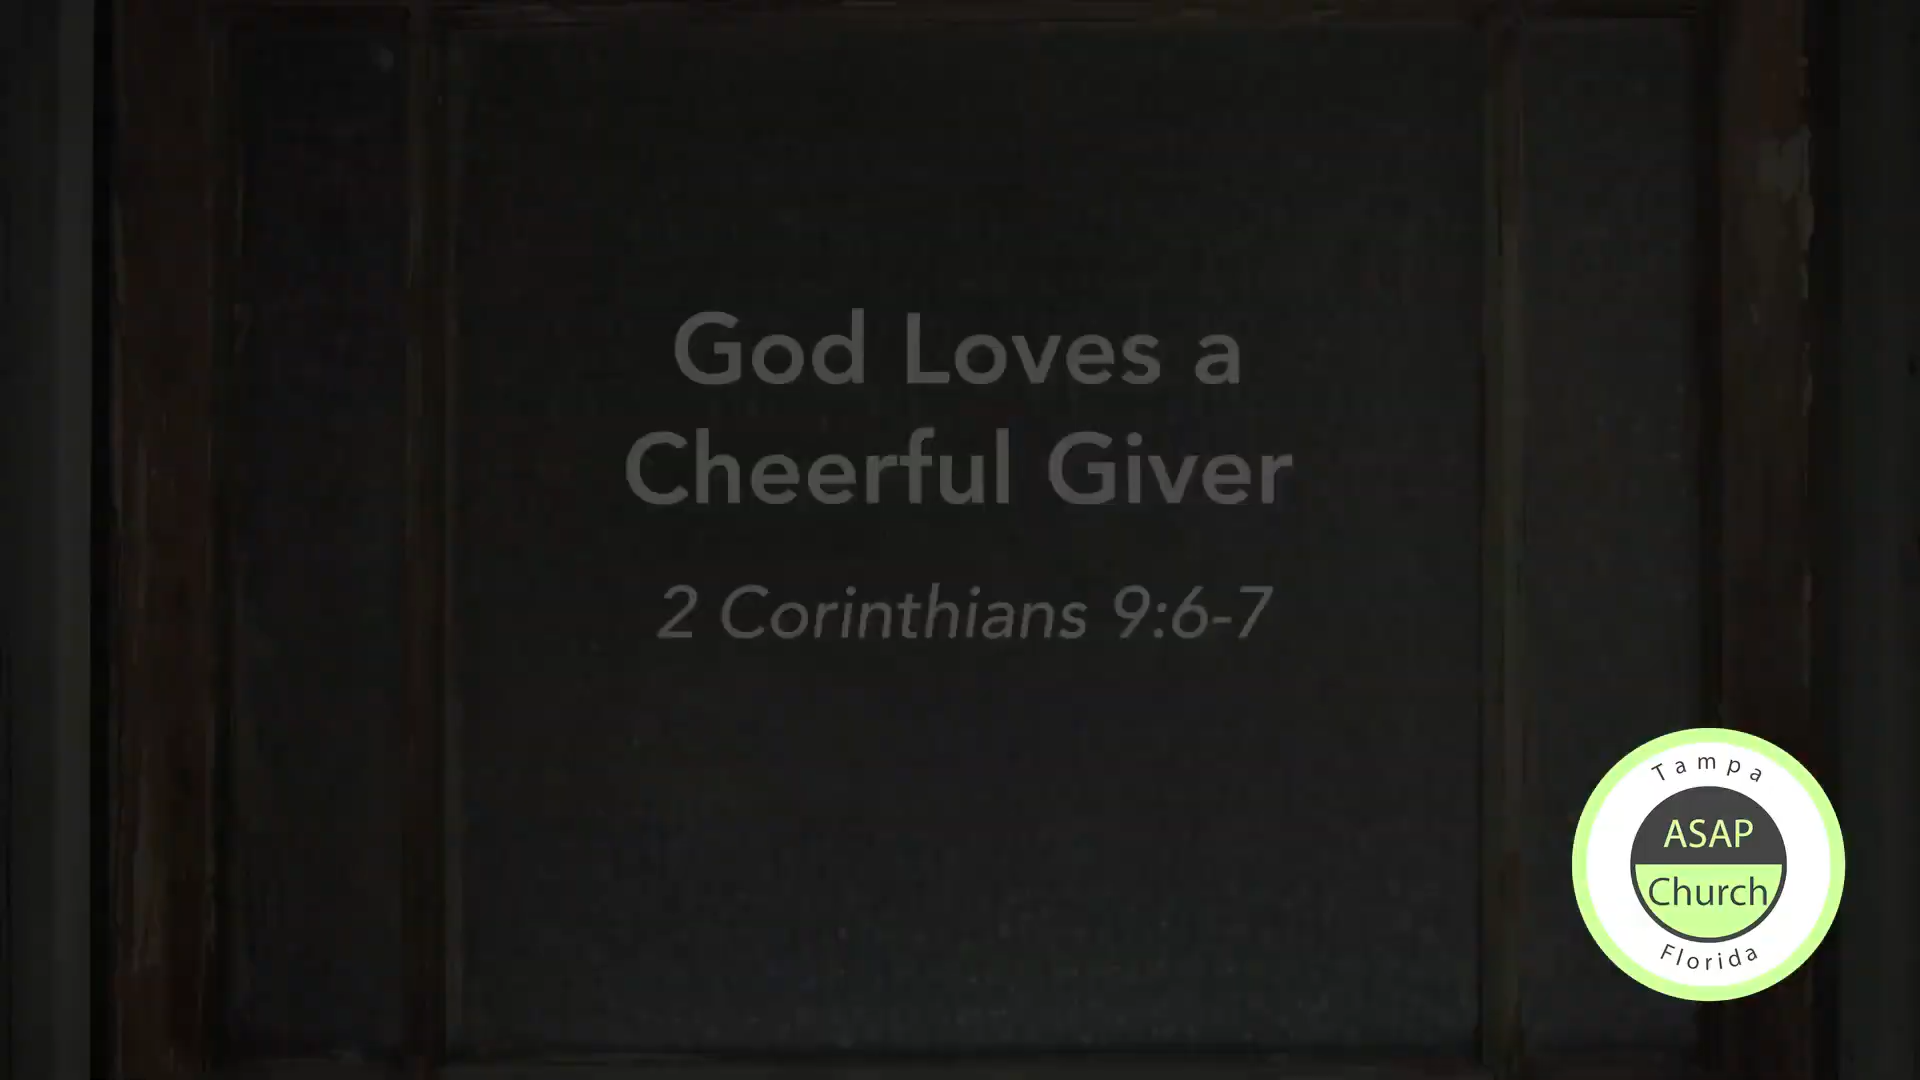 God Loves a
Cheerful Giver
2 Corinthians 9:6-7
Tampa
ASAP
Church
Florida